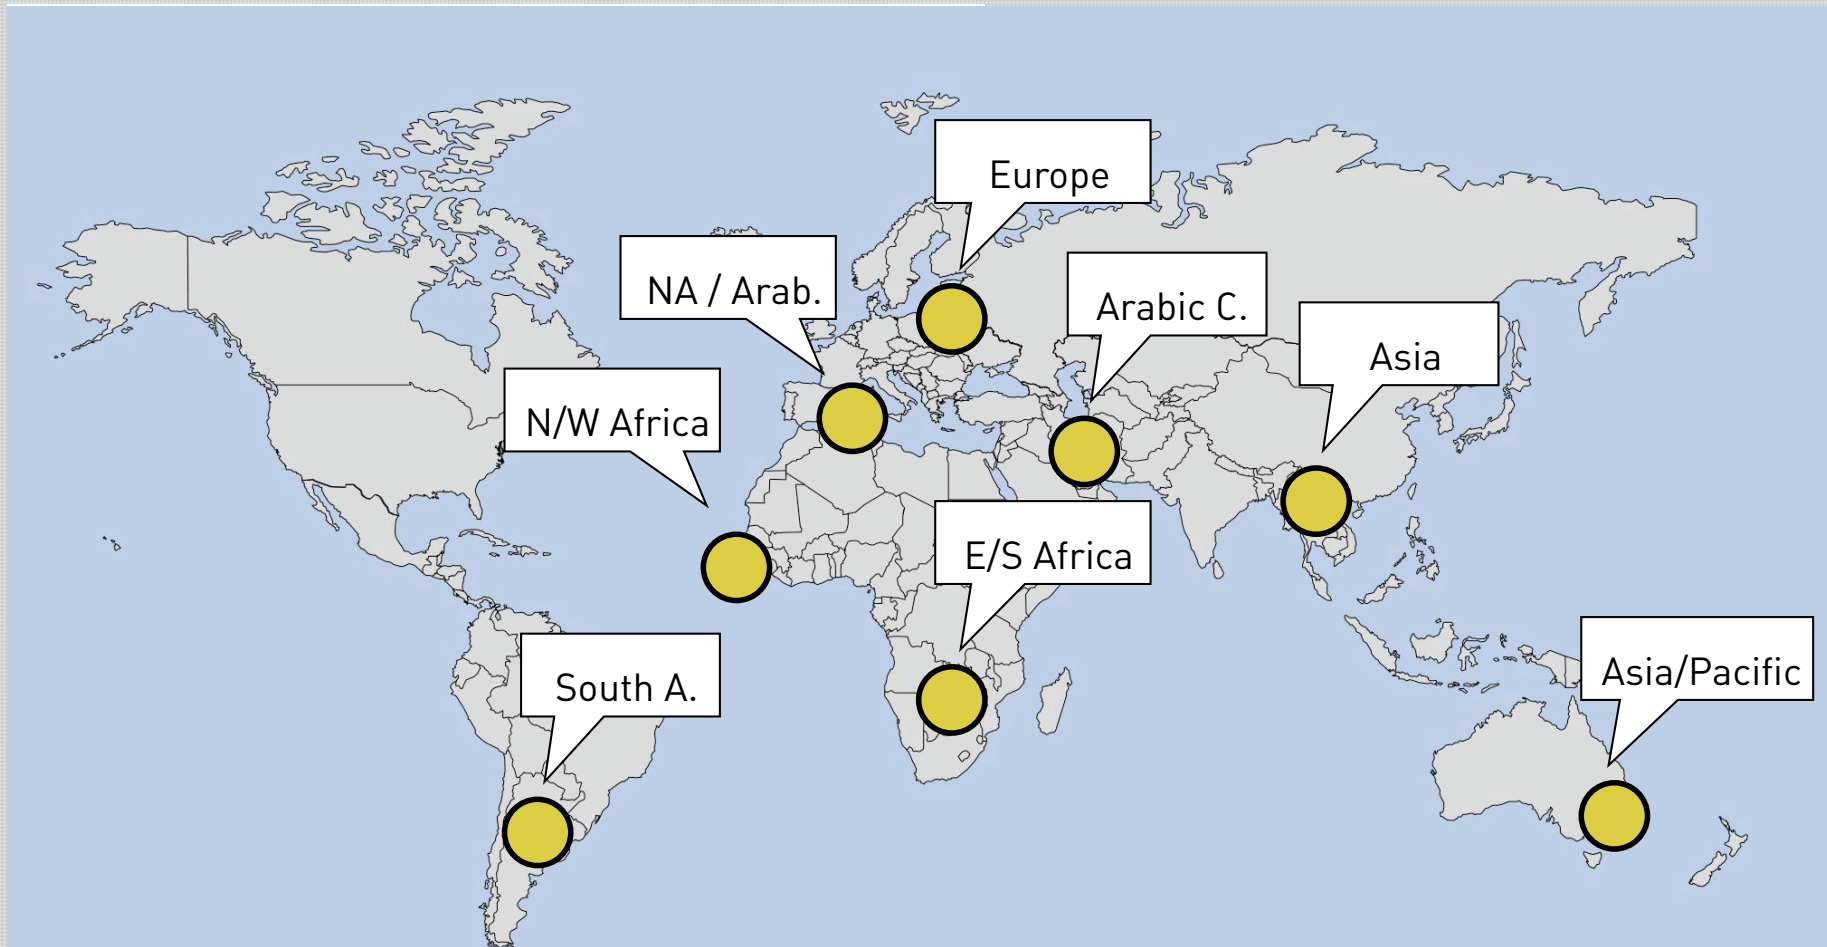 Europe
NA / Arab.
Arabic C.
Asia
N/W Africa
E/S Africa
South A.
Asia/Pacific